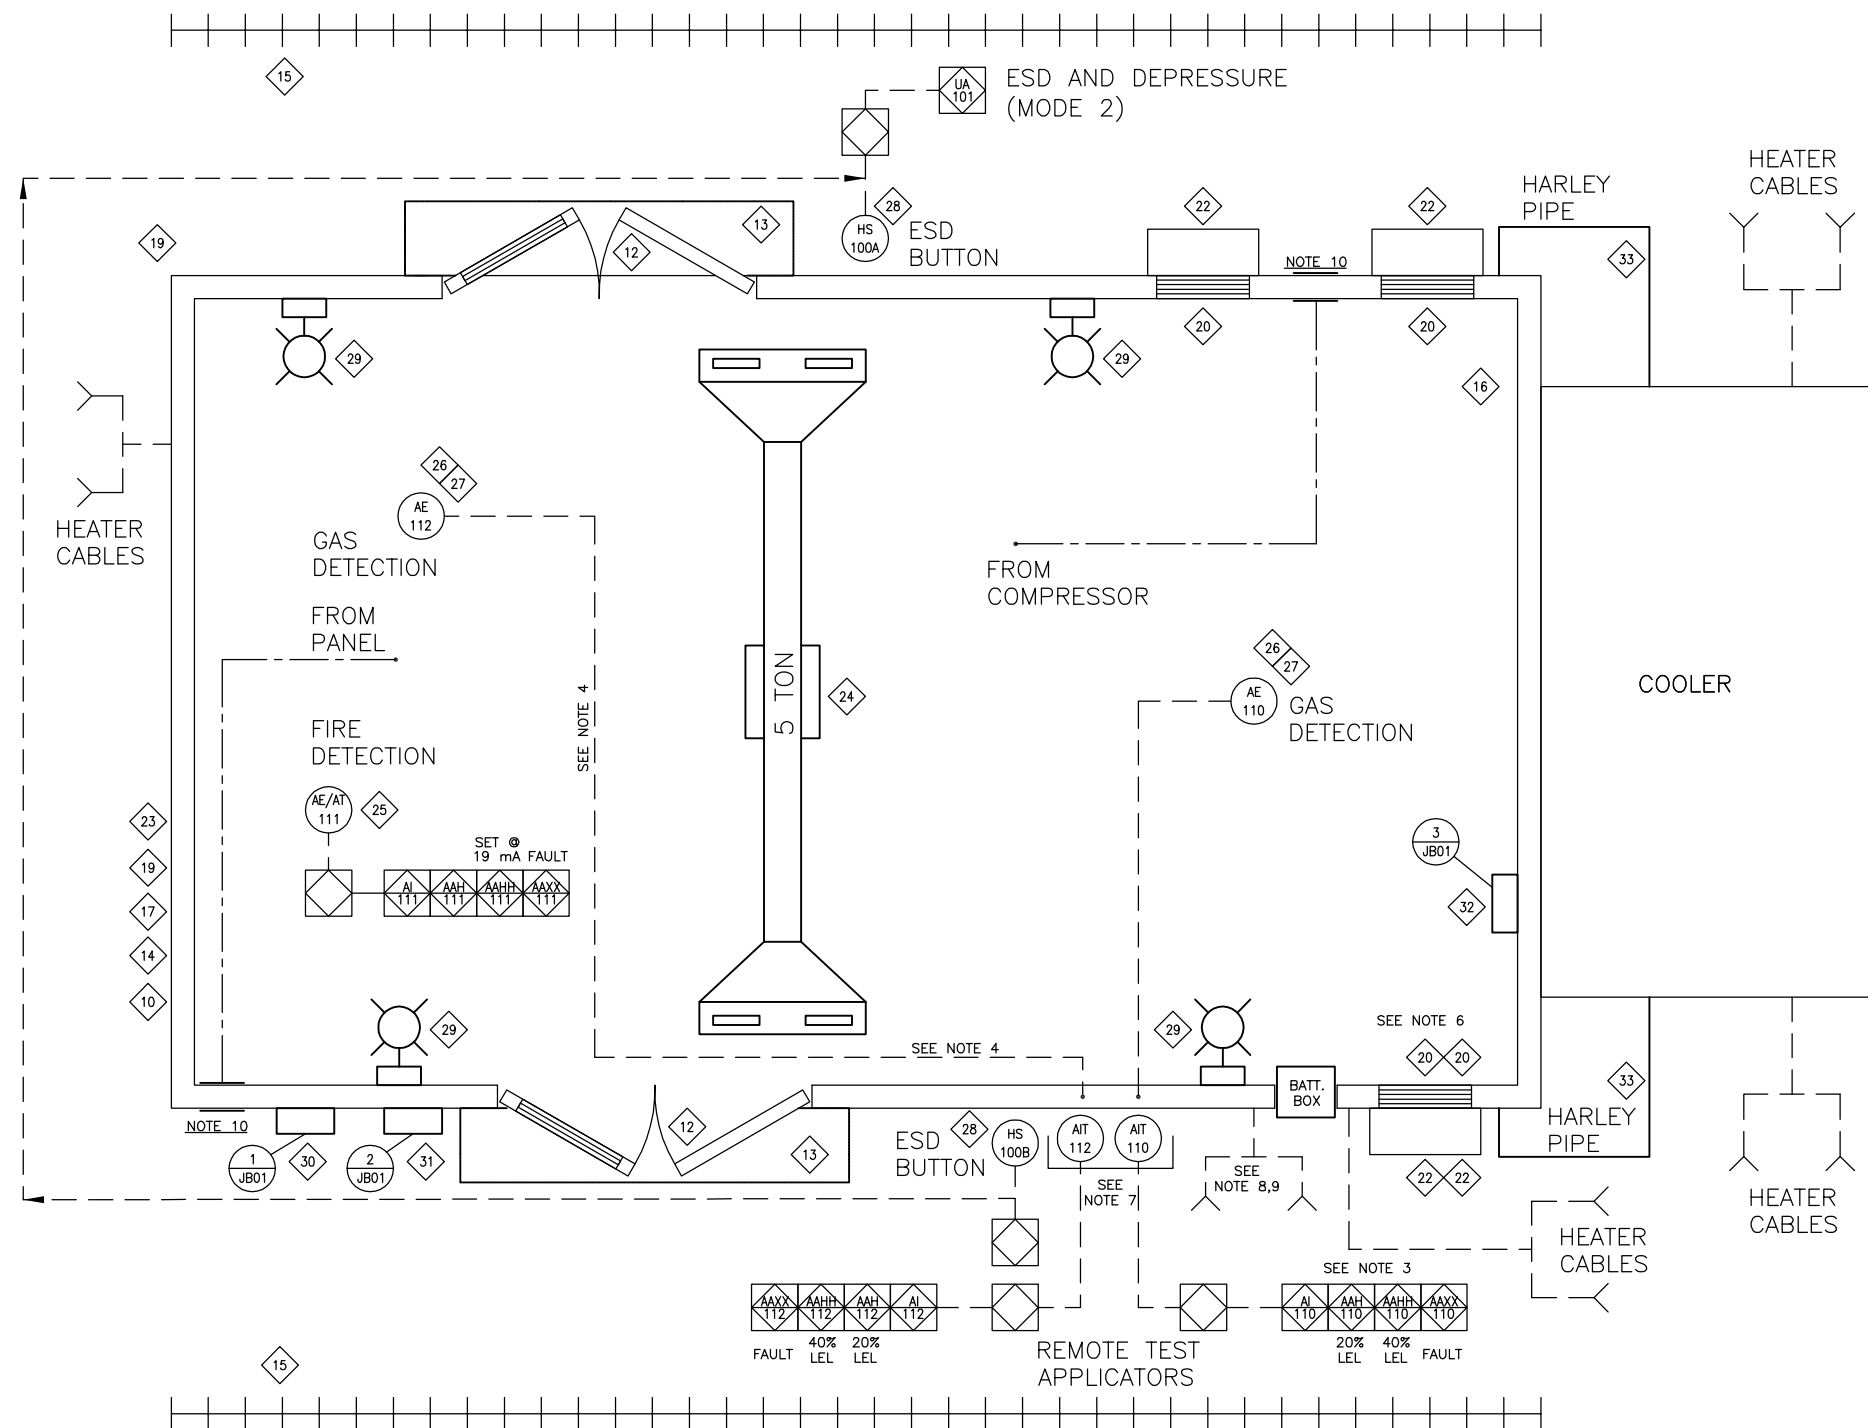 15
UA
101
ESD AND DEPRESSURE
(MODE 2)
HEATER
CABLES
HARLEY
PIPE
28
22
22
13
19
12
HS
100A
ESD
BUTTON
NOTE 10
33
20
20
29
29
16
26
27
AE
112
HEATER
CABLES
GAS
DETECTION
FROM
COMPRESSOR
FROM
PANEL
26
27
5 TON
24
SEE NOTE 4
AE
110
GAS
DETECTION
COOLER
FIRE
DETECTION
AE/AT
111
25
23
SET @
19 mA FAULT
3
JB01
19
AI
111
AAH
111
AAHH
111
AAXX
111
32
17
14
10
29
29
SEE NOTE 6
SEE NOTE 4
20
20
BATT.
BOX
33
NOTE 10
12
HARLEY
PIPE
28
HS
100B
ESD
BUTTON
AIT
112
AIT
110
1
JB01
30
2
JB01
31
13
SEE
NOTE 7
SEE
NOTE 8,9
22
22
HEATER
CABLES
HEATER
CABLES
SEE NOTE 3
AAXX
112
AAHH
112
AAH
112
AI
112
AI
110
AAH
110
AAHH
110
AAXX
110
FAULT
40%
LEL
20%
LEL
REMOTE TEST
APPLICATORS
20%
LEL
40%
LEL
FAULT
15